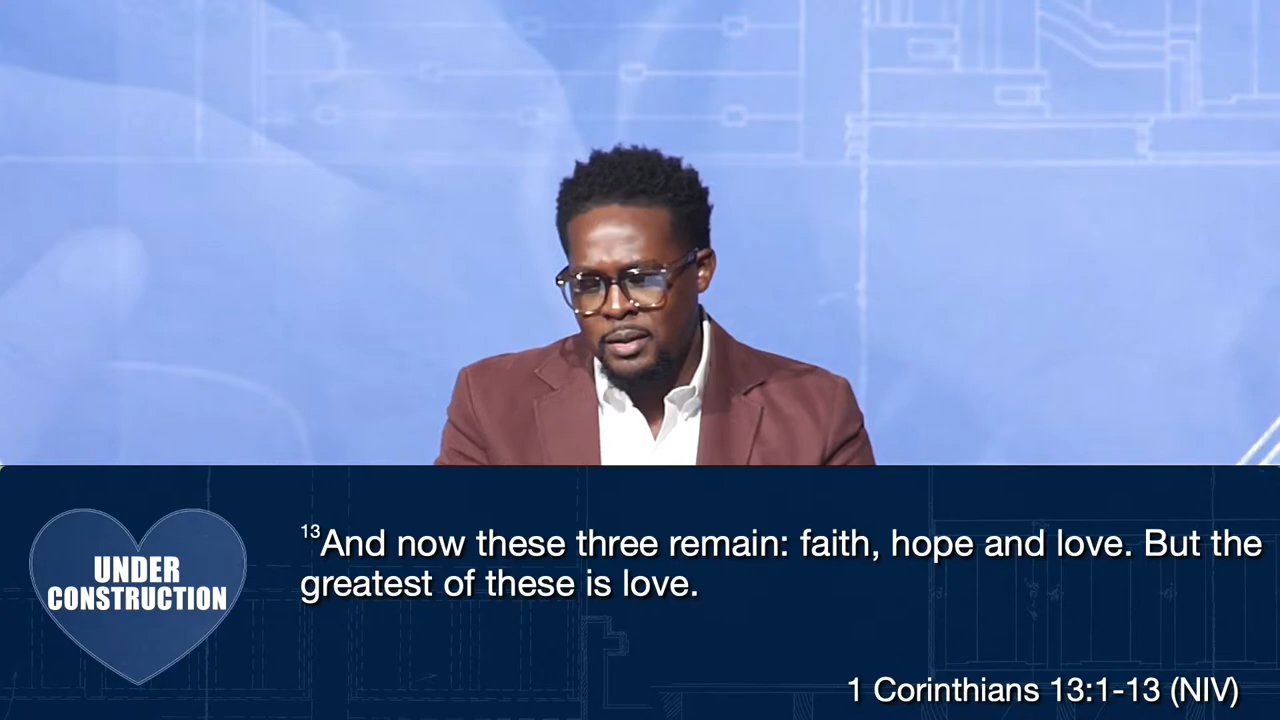 UNDER
CONSTRUCTION
13And now these three remain: faith, hope and love. But the
greatest of these is love.
1 Corinthians 13:1-13 (NIV)